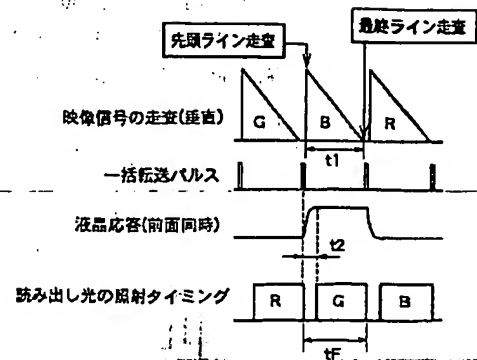 先頭ライン走査
最終ライン走査
映像信号の走査(垂直)
G
B
R
t1
一括転送パルス
液晶応答(前面同時)
t2
読み出し光の照射タイミング
R
G
B
tF